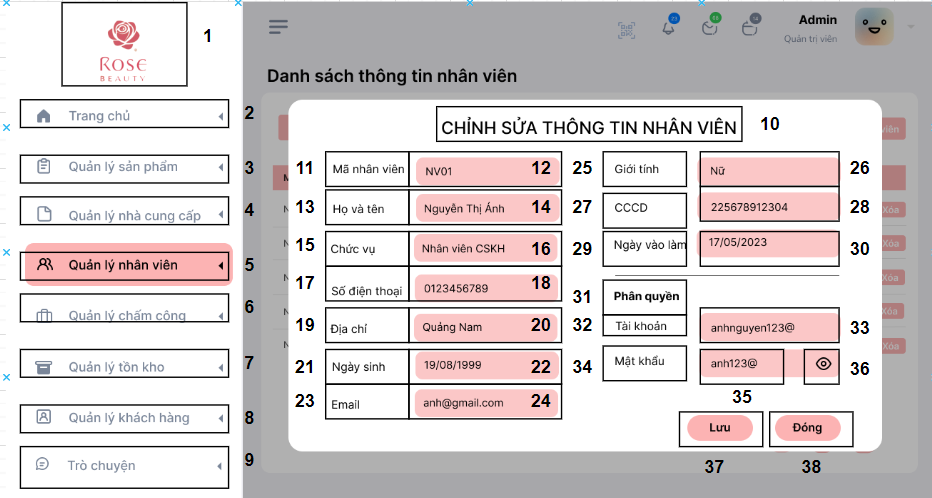 ROSE
BEAUTY
1
Admin
Quản trị viên
Danh sách thông tin nhân viên
Trang chủ
2
Quản lý sản phẩm
3
Quản lý nhà cung cấp
4
Quản lý nhân viên
5
Quản lý chấm công
6
Quản lý tồn kho
7
Quản lý khách hàng
8
Trò chuyện
9
CHỈNH SỬA THÔNG TIN NHÂN VIÊN
10
11 Mã nhân viên NV01 12
13 Họ và tên Nguyễn Thị Ánh 14
15 Chức vụ Nhân viên CSKH 16
17 Số điện thoại 0123456789 18
19 Địa chỉ Quảng Nam 20
21 Ngày sinh 19/08/1999 22
23 Email anh@gmail.com 24
25 Giới tính Nữ 26
27 CCCD 225678912304 28
29 Ngày vào làm 17/05/2023 30
31 Phân quyền
32 Tài khoản anhnguyen123@ 33
34 Mật khẩu anh123@ 36
35
Lưu Đóng
37 38
viên
Xóa
Xóa
Xóa
Xóa
Xóa